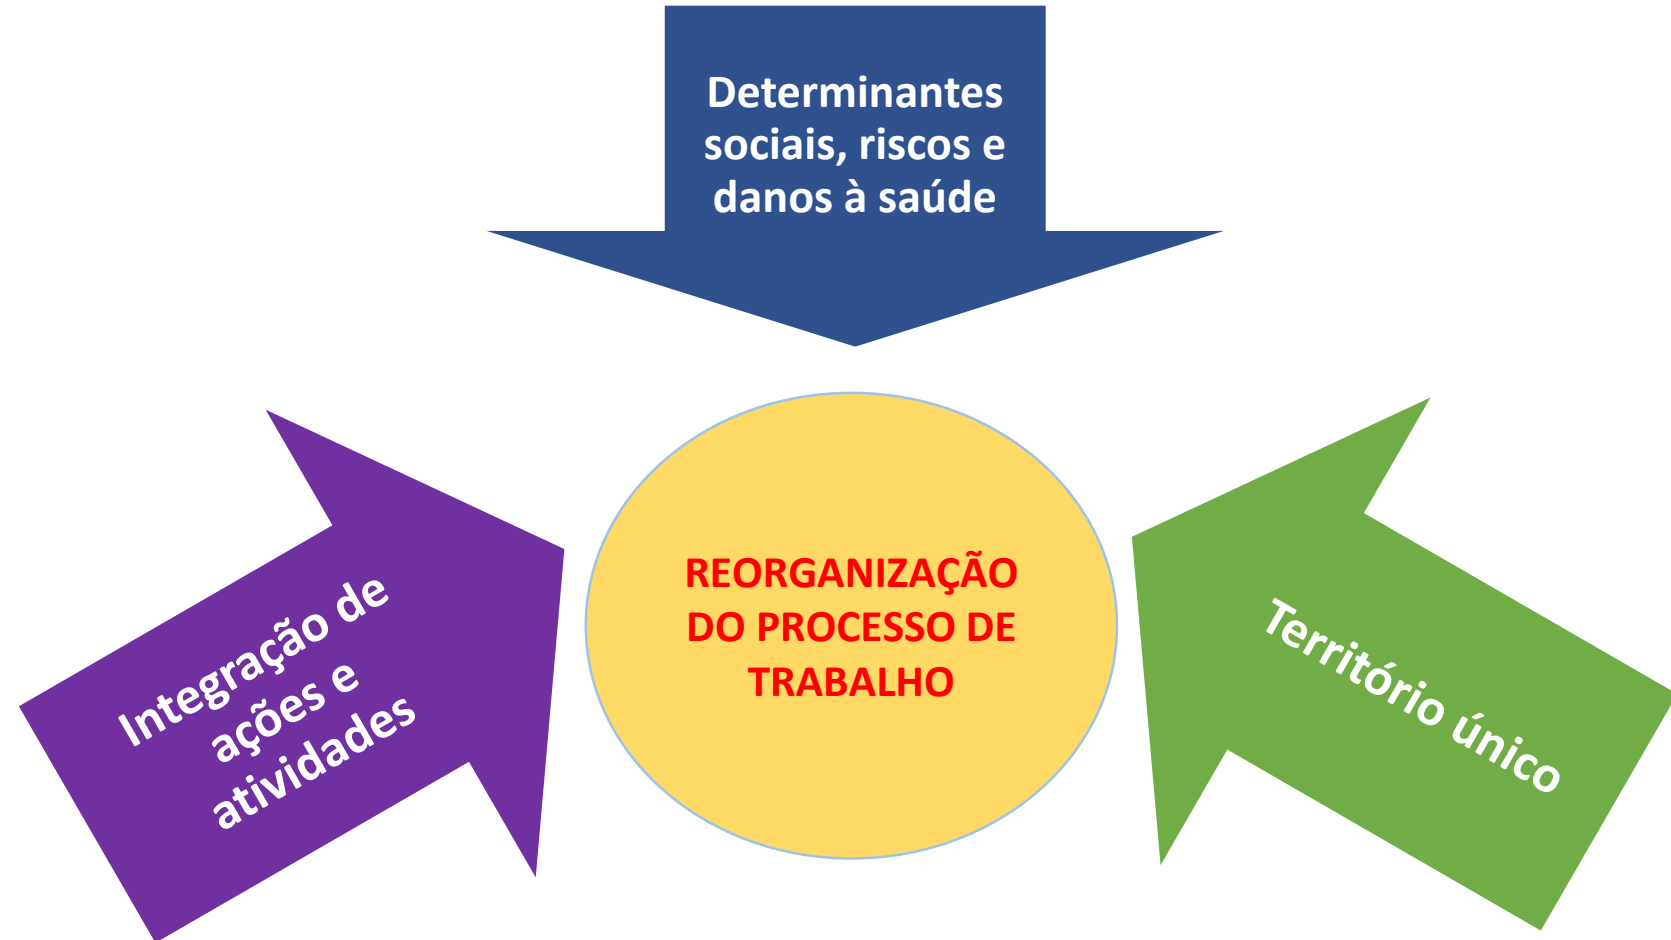 Determinantes
sociais, riscos e
danos à saúde
Integração de
ações e
atividades
REORGANIZAÇÃO
DO PROCESSO DE
TRABALHO
Território único